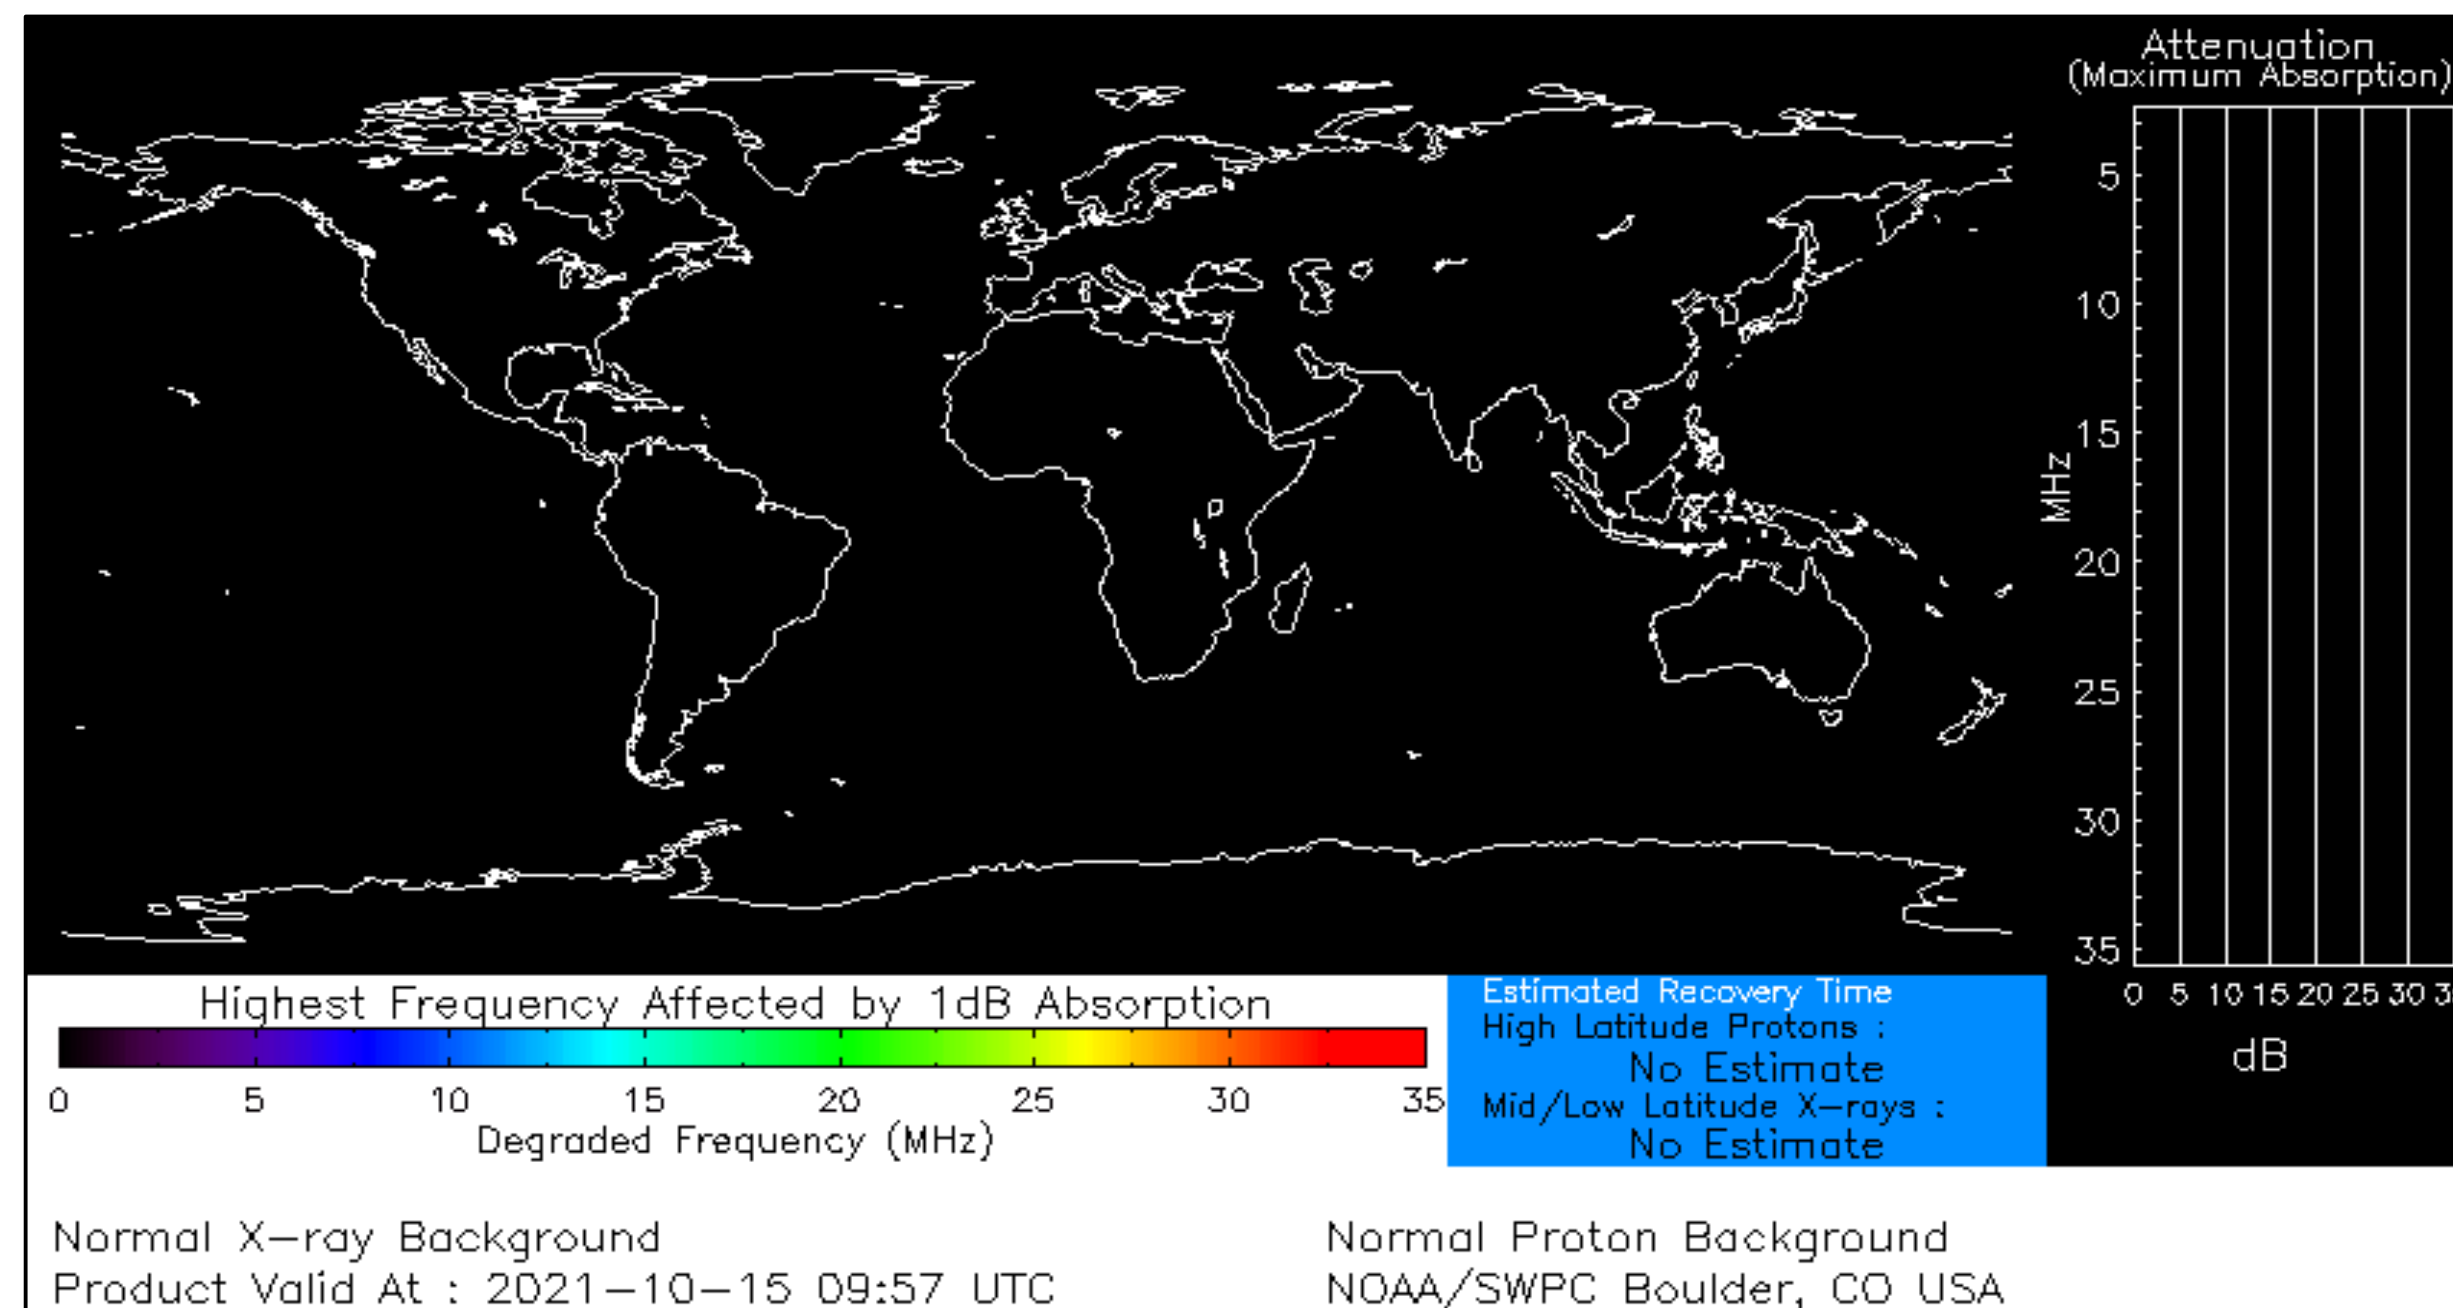 Attenuation
(Maximum Absorption)
5
10
15
20
25
30
35
MHz
0 5 10 15 20 25 30
dB
Highest Frequency Affected by 1dB Absorption
0 5 10 15 20 25 30 35
Degraded Frequency (MHz)
Estimated Recovery Time
High Latitude Protons :
No Estimate
Mid/Low Latitude X-rays :
No Estimate
Normal X-ray Background
Product Valid At : 2021-10-15 09:57 UTC
Normal Proton Background
NOAA/SWPC Boulder, CO USA